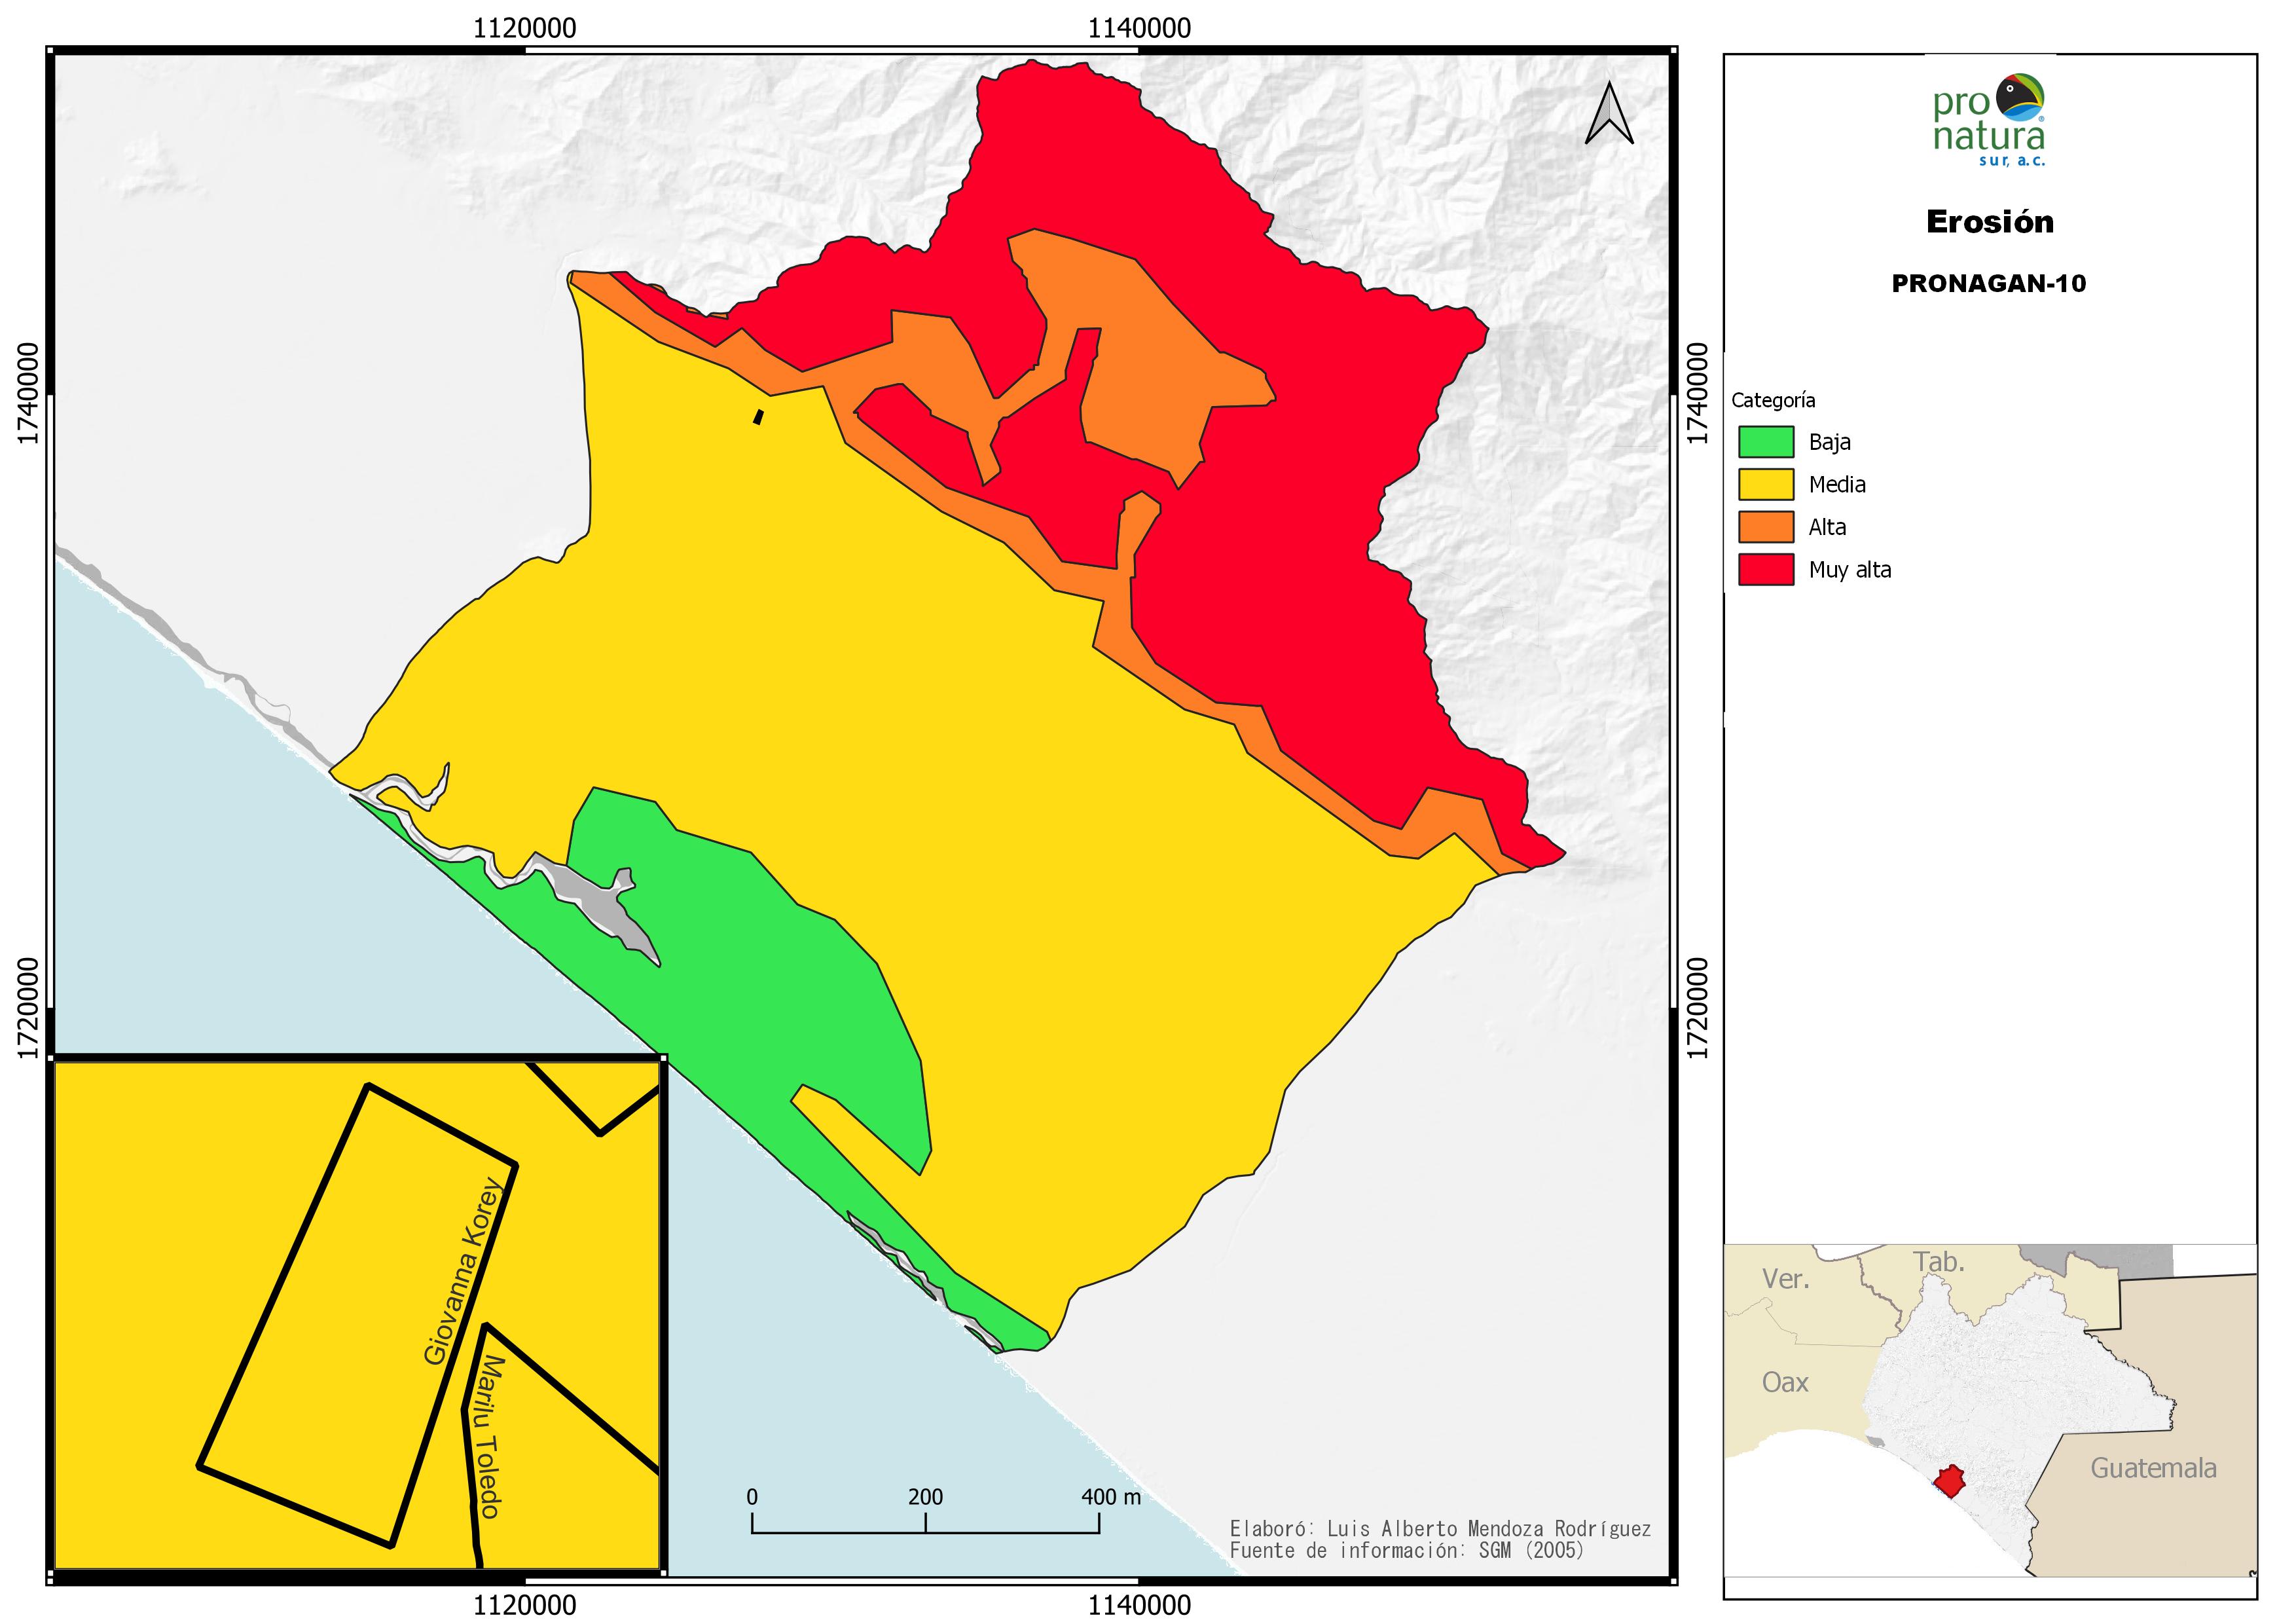 1120000
1140000
1740000
1740000
1720000
1720000
1120000
1140000
Giovanna Korey
Marilu Toledo
0 200 400 m
Elaboró: Luis Alberto Mendoza Rodríguez
Fuente de información: SGM (2005)
pro
natura
sur, a.c.
Erosión
PRONAGAN-10
Categoría
Baja
Media
Alta
Muy alta
Ver.
Tab.
Oax
Guatemala